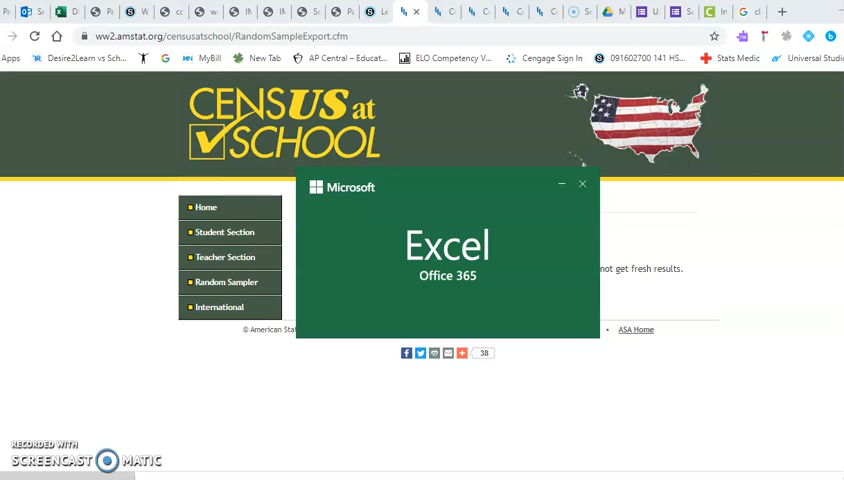 ww2.amstat.org/censusatschool/RandomSampleExport.cfm
Apps
Desire2Learn vs Sch...
MyBill
New Tab
AP Central – Educat...
ELO Competency V...
Cengage Sign In
091602700 141 HS...
Stats Medic
Universal Studio
CENSUS at
SCHOOL
Microsoft
Excel
Office 365
Home
Student Section
Teacher Section
Random Sampler
International
not get fresh results.
© American Sta
• ASA Home
38
RECORDED WITH
SCREENCAST MATIC